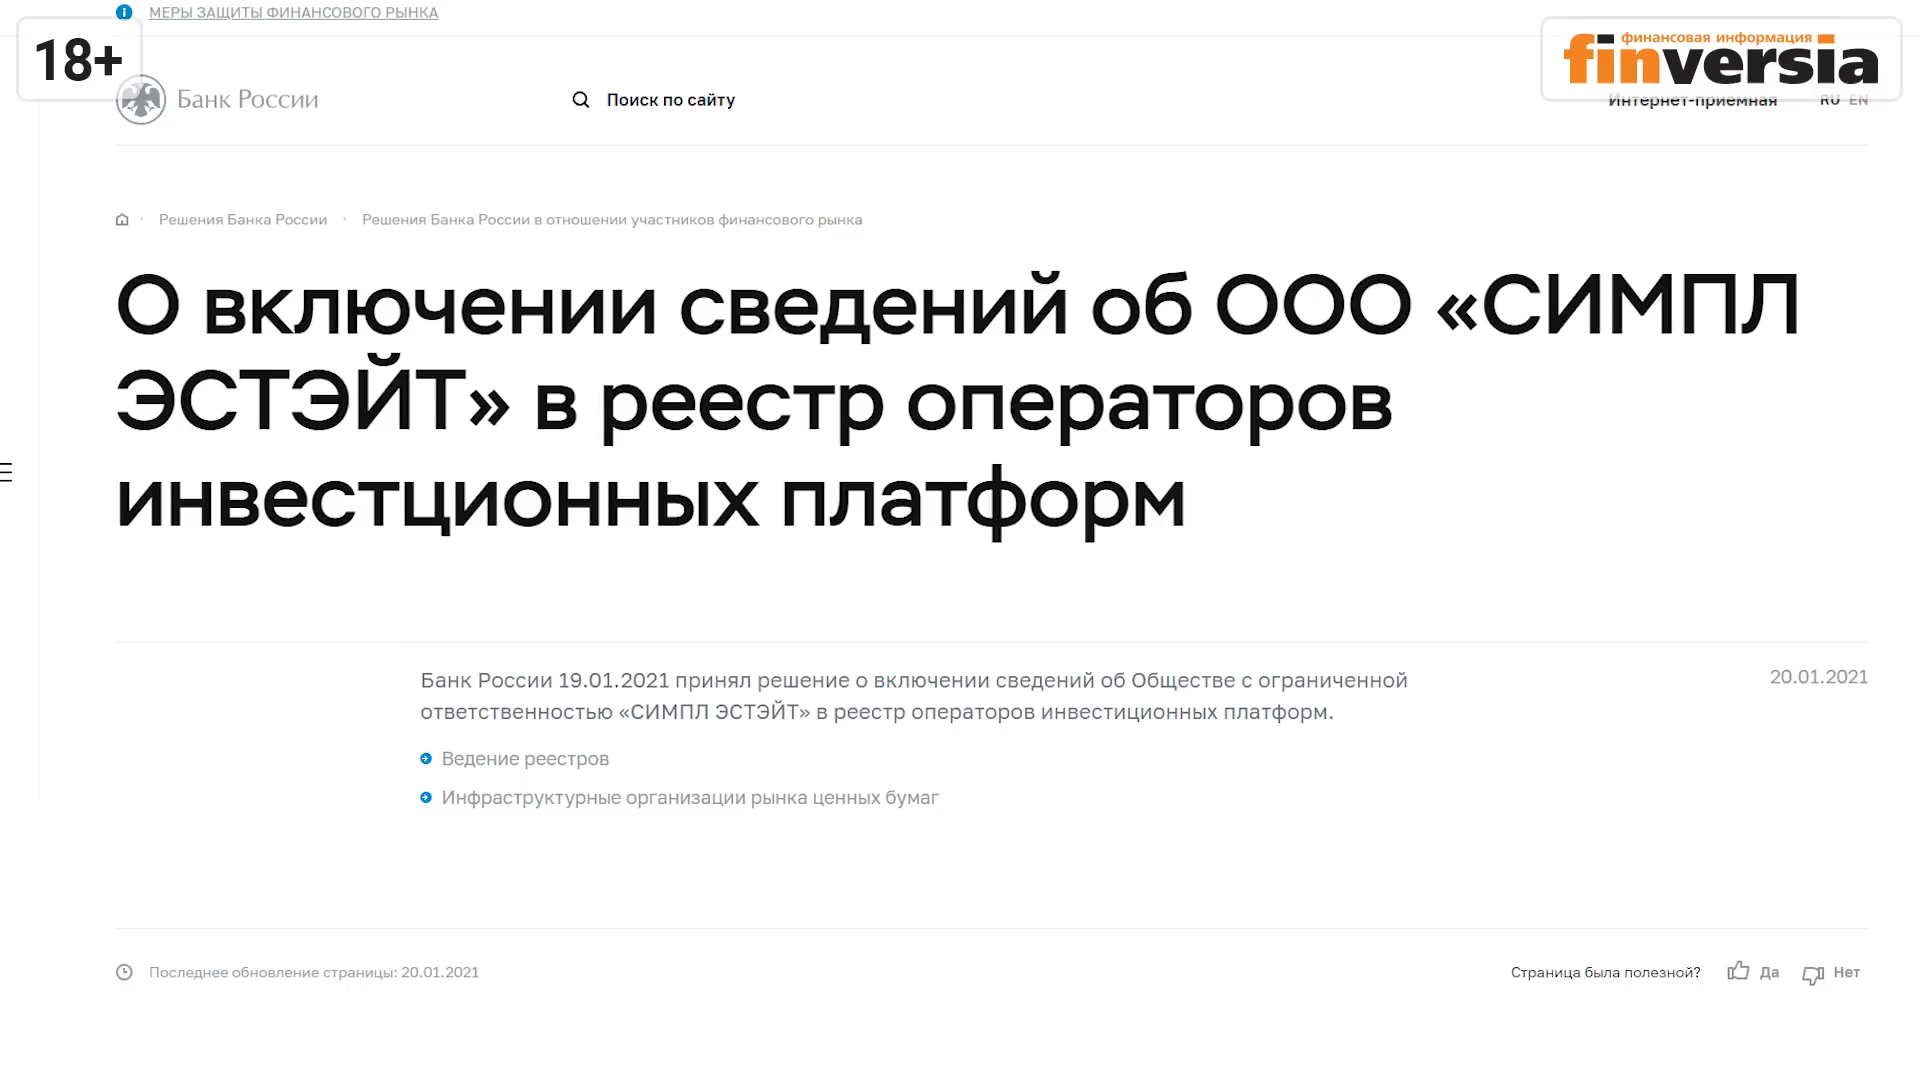 МЕРЫ ЗАЩИТЫ ФИНАНСОВОГО РЫНКА
18+
финансовая информация
finversia
Банк России
Поиск по сайту
Интернет-приемная
RU EN
Решения Банка России
Решения Банка России в отношении участников финансового рынка
О включении сведений об ООО «СИМПЛ
ЭСТЭЙТ» в реестр операторов
инвестционных платформ
Банк России 19.01.2021 принял решение о включении сведений об Обществе с ограниченной
ответственностью «СИМПЛ ЭСТЭЙТ» в реестр операторов инвестиционных платформ.
20.01.2021
Ведение реестров
Инфраструктурные организации рынка ценных бумаг
Последнее обновление страницы: 20.01.2021
Страница была полезной?
Да
Нет